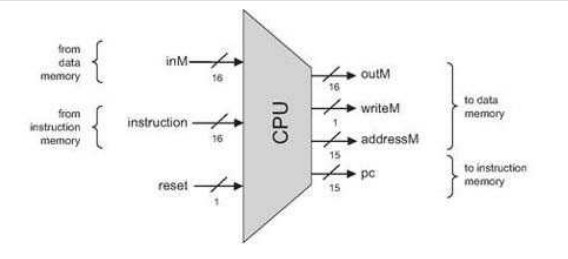 from
data
memory
inM
16
from
instruction
memory
instruction
16
reset
1
CPU
outM
16
writeM
1
addressM
15
pc
15
to data
memory
to instruction
memory